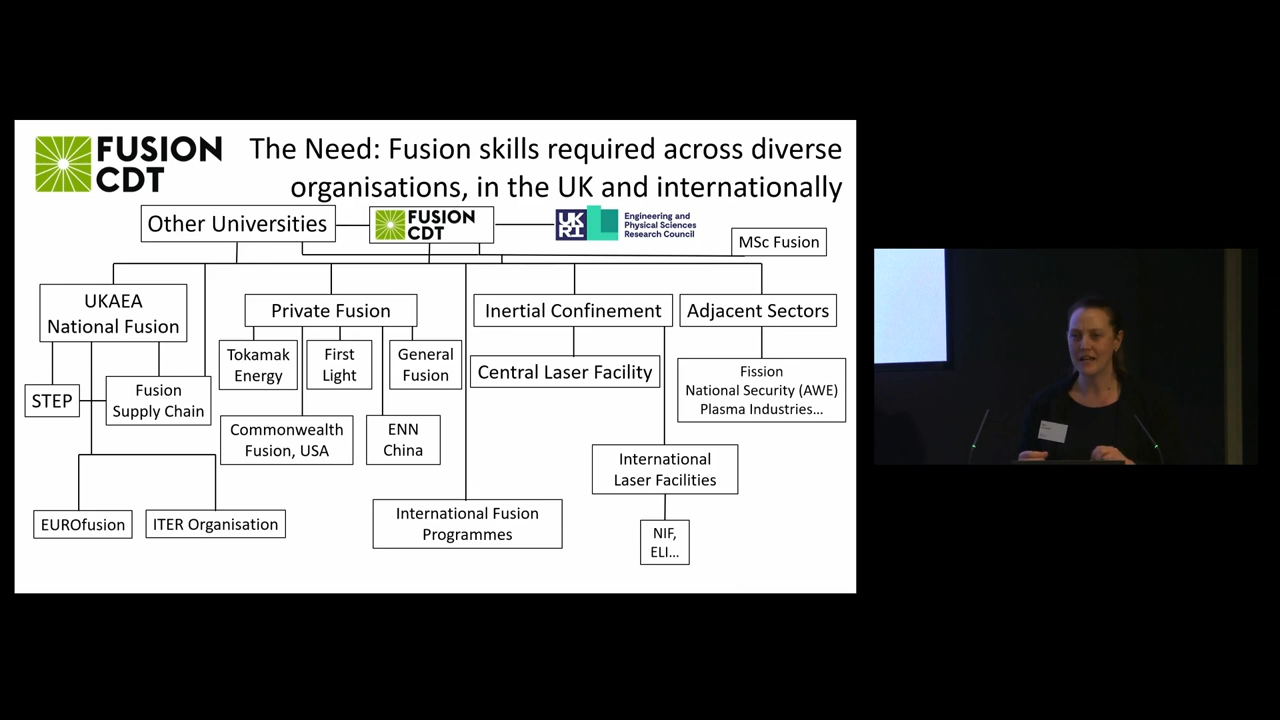 FUSION
CDT
The Need: Fusion skills required across diverse
organisations, in the UK and internationally
Other Universities
FUSION
CDT
UK
RI
Engineering and
Physical Sciences
Research Council
MSc Fusion
UKAEA
National Fusion
Private Fusion
Inertial Confinement
Adjacent Sectors
Tokamak
Energy
First
Light
General
Fusion
Central Laser Facility
Fission
National Security (AWE)
Plasma Industries...
STEP
Fusion
Supply Chain
Commonwealth
Fusion, USA
ENN
China
International
Laser Facilities
EUROfusion
ITER Organisation
International Fusion
Programmes
NIF,
ELI...